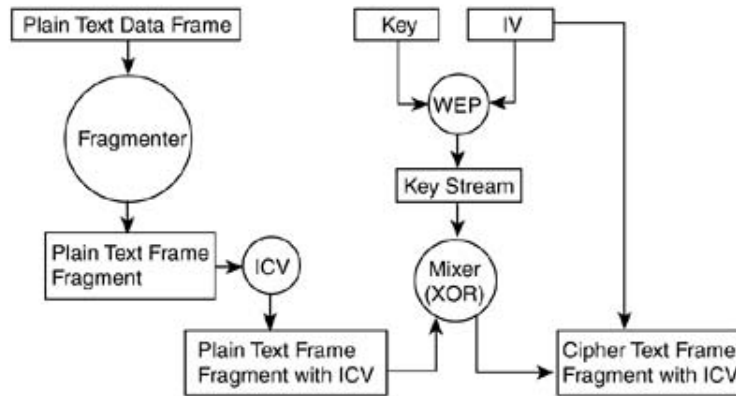 Plain Text Data Frame
Key
IV
WEP
Fragmenter
Key Stream
Plain Text Frame
Fragment
ICV
Mixer
(XOR)
Plain Text Frame
Fragment with ICV
Cipher Text Frame
Fragment with ICV